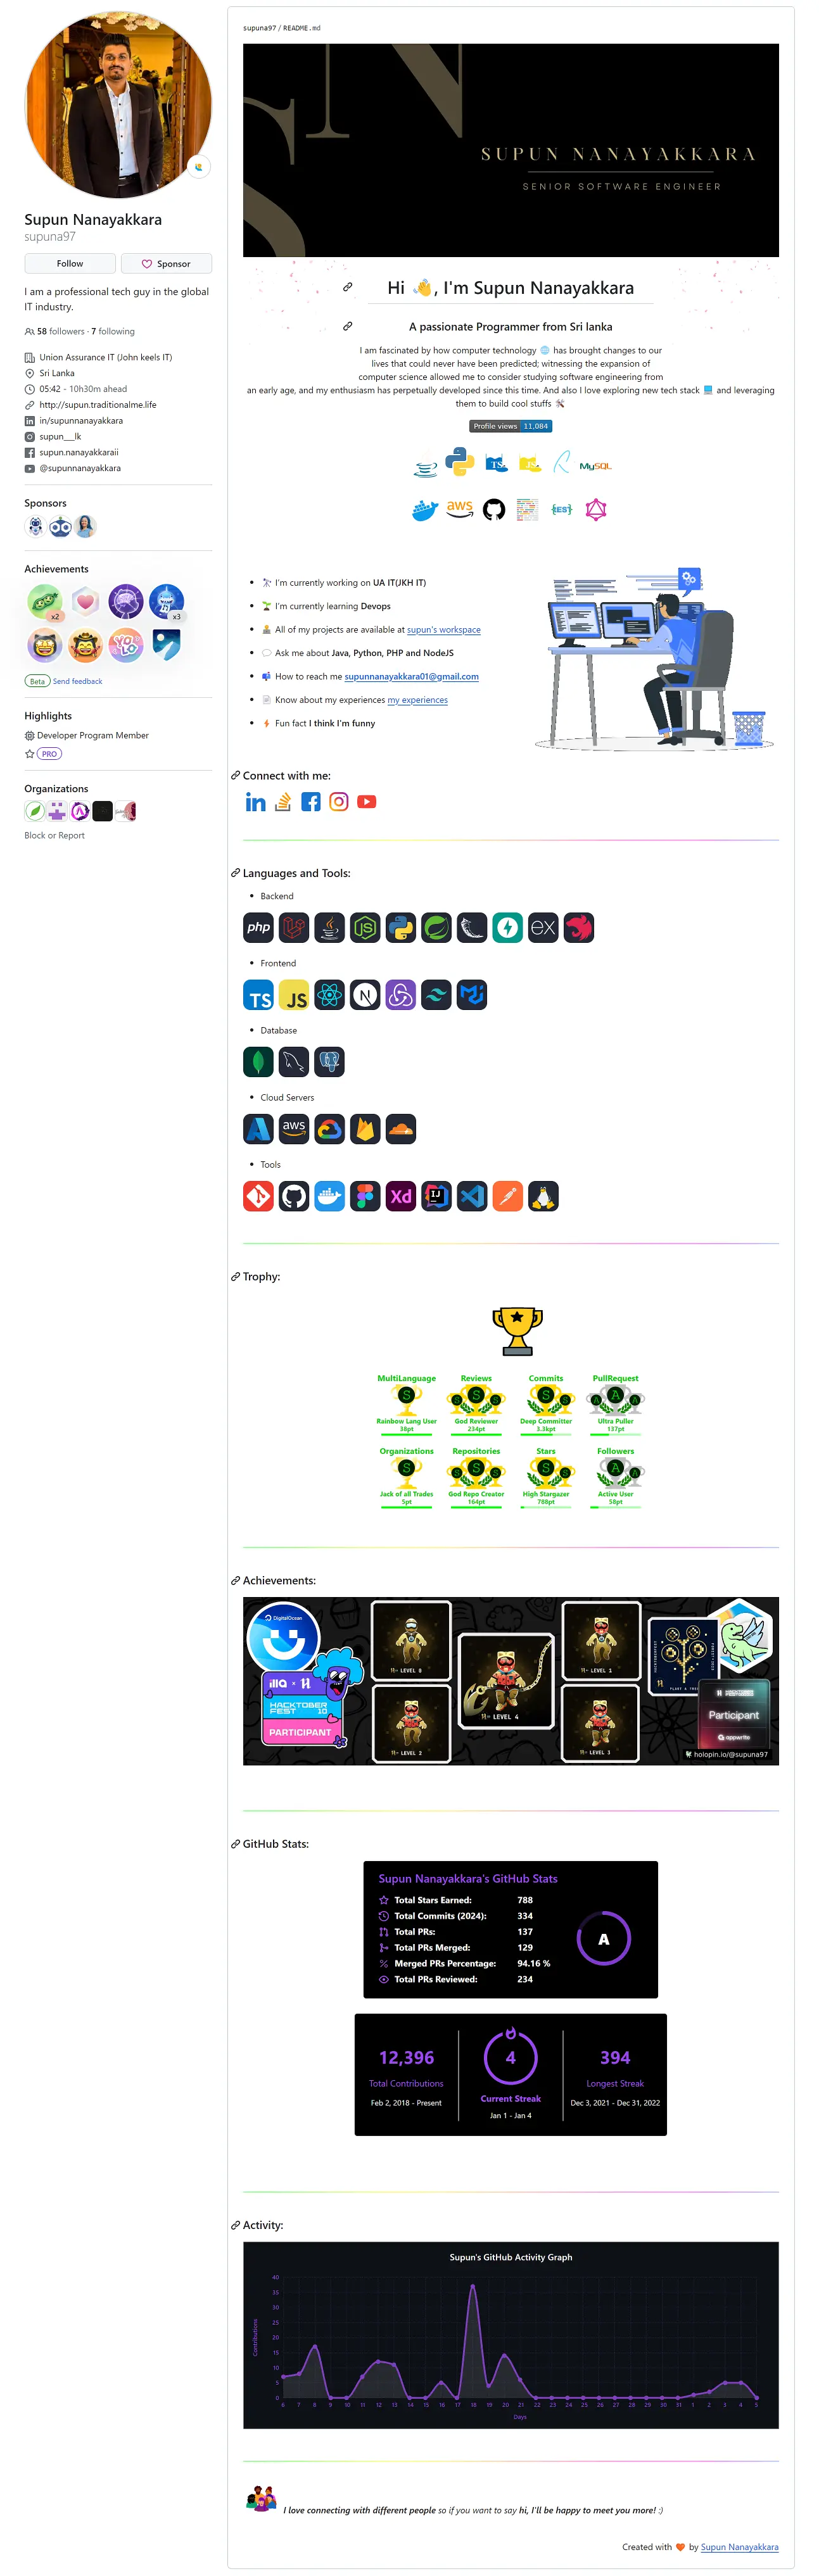 Supun Nanayakkara
supuna97
Follow
Sponsor
I am a professional tech guy in the global
IT industry.
58 followers · 7 following
Union Assurance IT (John keels IT)
Sri Lanka
05:42 - 10h30m ahead
http://supun.traditionalme.life
in/supunnanayakkara
supun___lk
supun.nanayakkaraii
@supunnanayakkara
Sponsors
Achievements
x2
x3
YOLO
Beta Send feedback
Highlights
Developer Program Member
PRO
Organizations
Block or Report
supuna97 / README.md
SUPUN NANAYAKKARA
SENIOR SOFTWARE ENGINEER
Hi 👋, I'm Supun Nanayakkara
A passionate Programmer from Sri lanka
I am fascinated by how computer technology 🌐 has brought changes to our
lives that could never have been predicted; witnessing the expansion of
computer science allowed me to consider studying software engineering from
an early age, and my enthusiasm has perpetually developed since this time. And also I love exploring new tech stack 💻 and leveraging
them to build cool stuffs 🛠️
Profile views 11,084
TS
MySQL
aws
{ES}
I'm currently working on UA IT(JKH IT)
I'm currently learning Devops
All of my projects are available at supun's workspace
Ask me about Java, Python, PHP and NodeJS
How to reach me supunnanayakkara01@gmail.com
Know about my experiences my experiences
Fun fact I think I'm funny
Connect with me:
in
Languages and Tools:
Backend
php
JS
ex
Frontend
TS
JS
N
Database
Cloud Servers
aws
Tools
Xd
IJ
Trophy:
MultiLanguage Reviews Commits PullRequest
S S S S S S A A A
Rainbow Lang User God Reviewer Deep Committer Ultra Puller
38pt 234pt 3.3kpt 137pt
Organizations Repositories Stars Followers
S S S S S A
Jack of all Trades God Repo Creator High Stargazer Active User
5pt 164pt 788pt 58pt
Achievements:
DigitalOcean
illa x
HACKTOBER
FEST 10
PARTICIPANT
LEVEL 0
LEVEL 2
LEVEL 4
LEVEL 1
LEVEL 3
Participant
appwrite
holopin.io/@supuna97
GitHub Stats:
Supun Nanayakkara's GitHub Stats
Total Stars Earned: 788
Total Commits (2024): 334
Total PRs: 137
Total PRs Merged: 129
Merged PRs Percentage: 94.16 %
Total PRs Reviewed: 234
A
12,396
Total Contributions
Feb 2, 2018 - Present
4
Current Streak
Jan 1 - Jan 4
394
Longest Streak
Dec 3, 2021 - Dec 31, 2022
Activity:
Supun's GitHub Activity Graph
Contributions
40
35
30
25
20
15
10
5
0
6 7 8 9 10 11 12 13 14 15 16 17 18 19 20 21 22 23 24 25 26 27 28 29 30 31 1 2 3 4 5
Days
I love connecting with different people so if you want to say hi, I'll be happy to meet you more! :)
Created with 🧡 by Supun Nanayakkara